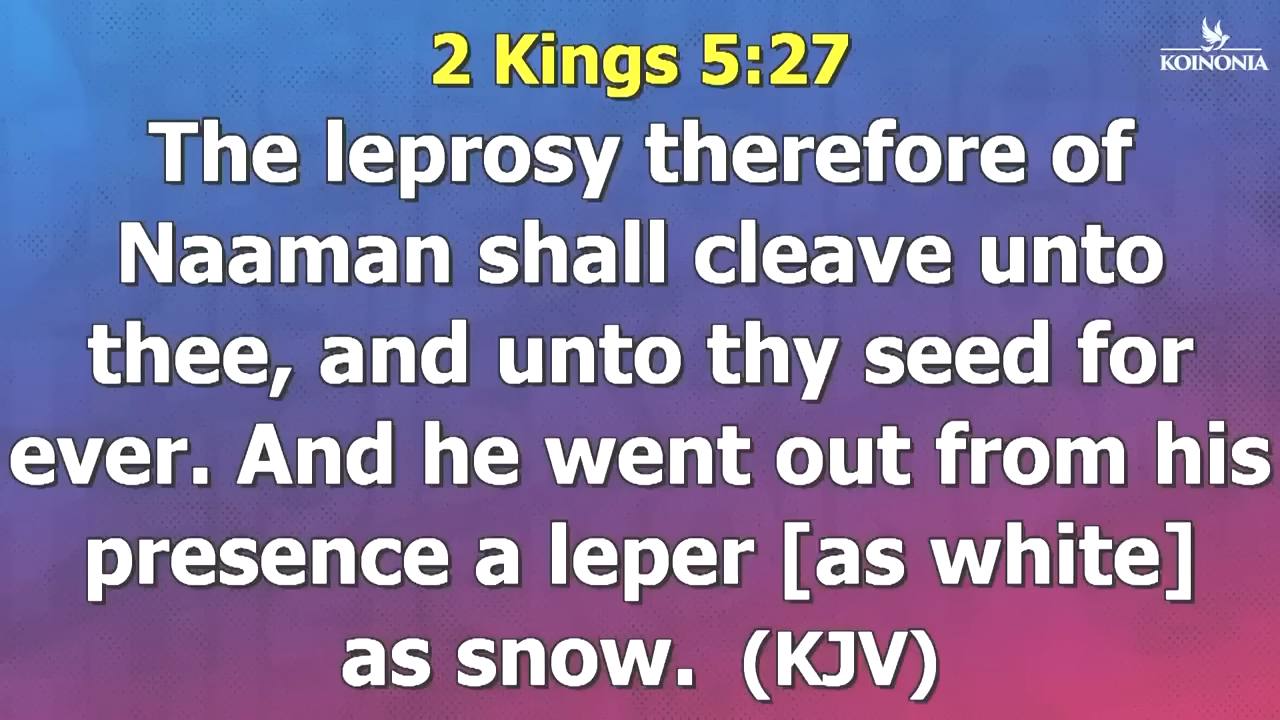 2 Kings 5:27
KOINONIA
The leprosy therefore of
Naaman shall cleave unto
thee, and unto thy seed for
ever. And he went out from his
presence a leper [as white]
as snow. (KJV)